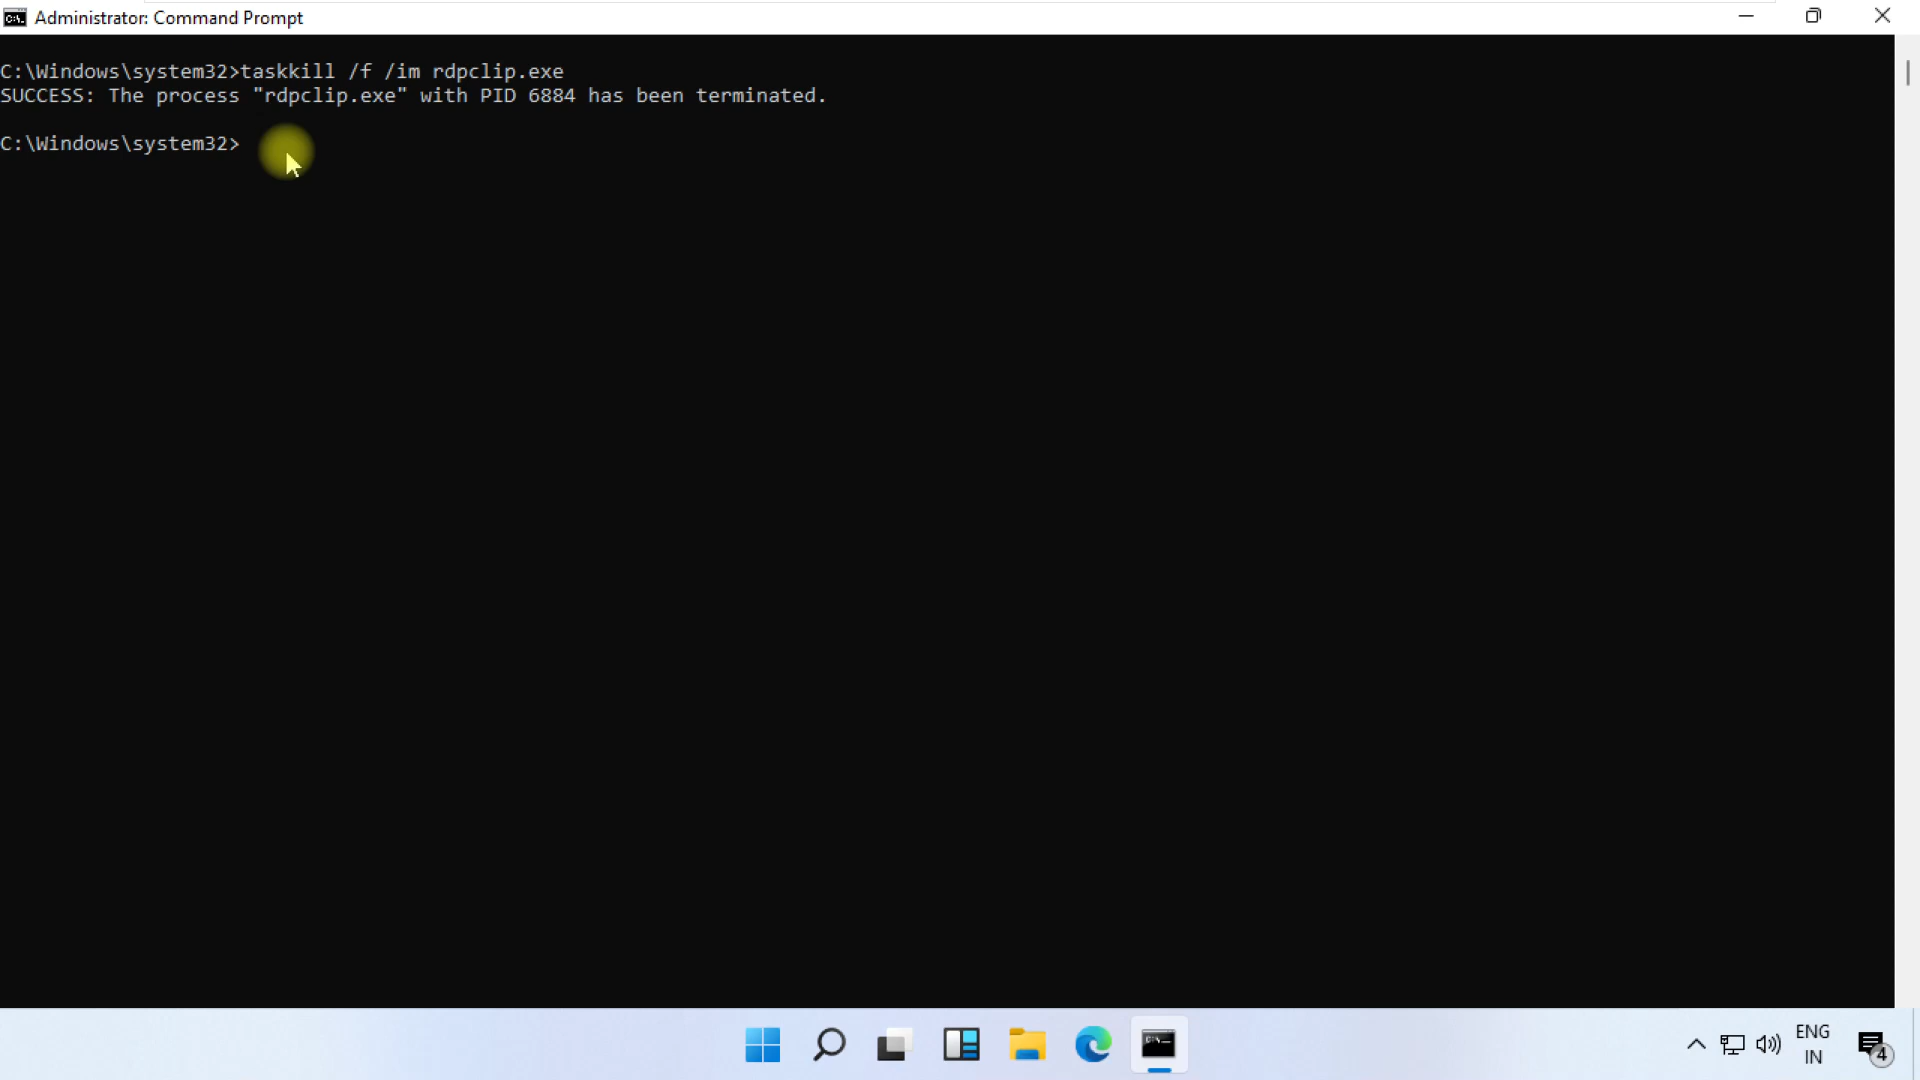 Administrator: Command Prompt
C:\Windows\system32>taskkill /f /im rdpclip.exe
SUCCESS: The process "rdpclip.exe" with PID 6884 has been terminated.
C:\Windows\system32>
ENG
IN
4